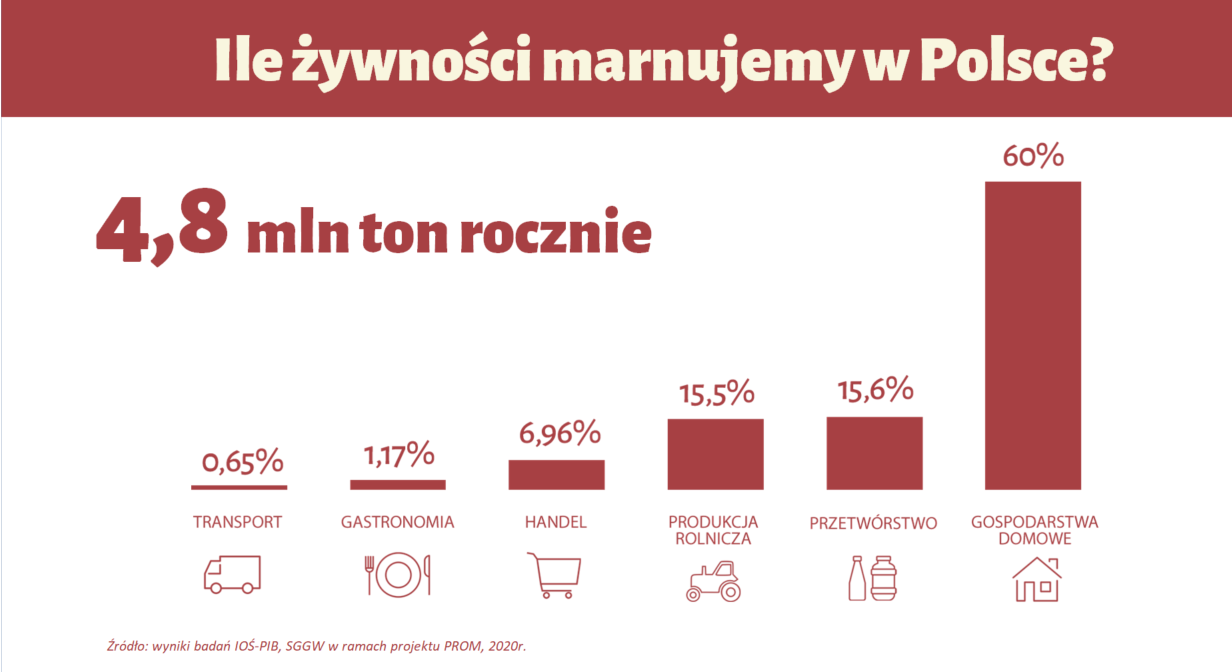 Ile żywności marnujemy w Polsce?
4,8 mln ton rocznie
0,65%
TRANSPORT
1,17%
GASTRONOMIA
6,96%
HANDEL
15,5%
PRODUKCJA
ROLNICZA
15,6%
PRZETWÓRSTWO
60%
GOSPODARSTWA
DOMOWE
Źródło: wyniki badań IOŚ-PIB, SGGW w ramach projektu PROM, 2020r.